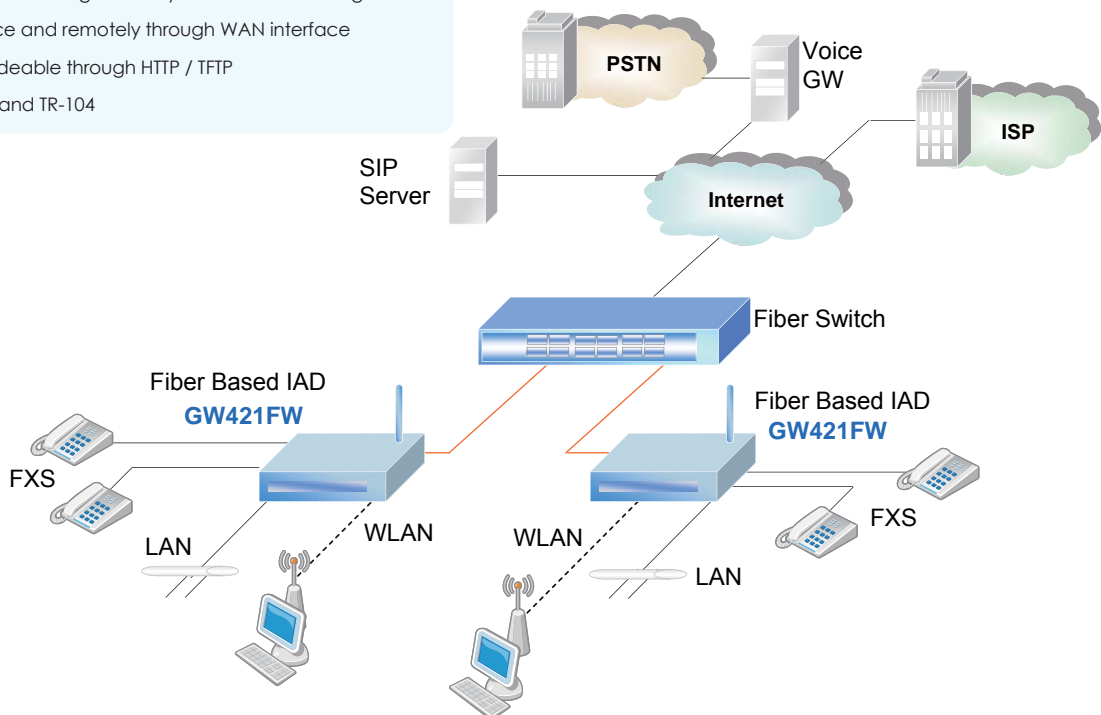 ce and remotely through WAN interface
deable through HTTP / TFTP
and TR-104
PSTN
Voice
GW
ISP
SIP
Server
Internet
Fiber Switch
Fiber Based IAD
GW421FW
Fiber Based IAD
GW421FW
FXS
FXS
WLAN
WLAN
LAN
LAN